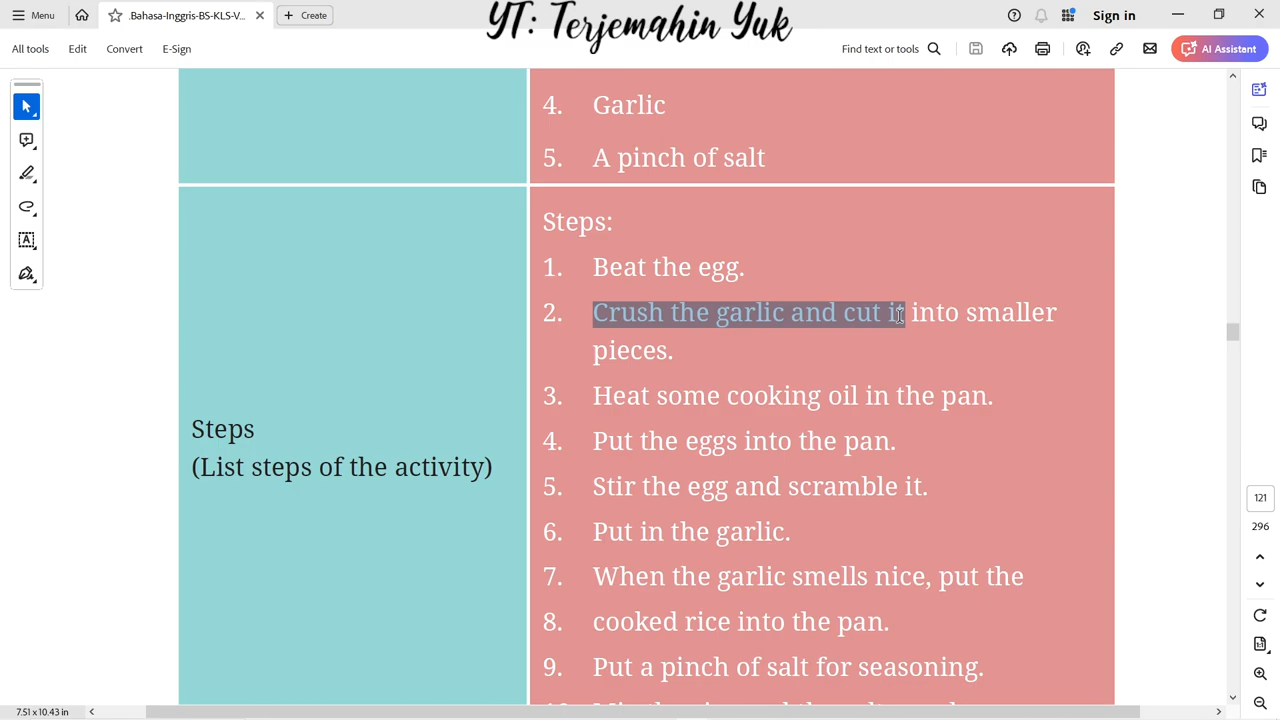 Menu
.Bahasa-Inggris-BS-KLS-V...
Create
YT: Terjemahin Yuk
Sign in
All tools
Edit
Convert
E-Sign
Find text or tools
AI Assistant
4. Garlic
5. A pinch of salt
Steps
(List steps of the activity)
Steps:
1. Beat the egg.
2. Crush the garlic and cut it into smaller
pieces.
3. Heat some cooking oil in the pan.
4. Put the eggs into the pan.
5. Stir the egg and scramble it.
6. Put in the garlic.
7. When the garlic smells nice, put the
8. cooked rice into the pan.
9. Put a pinch of salt for seasoning.
121
296
7.51 x 10.43 in